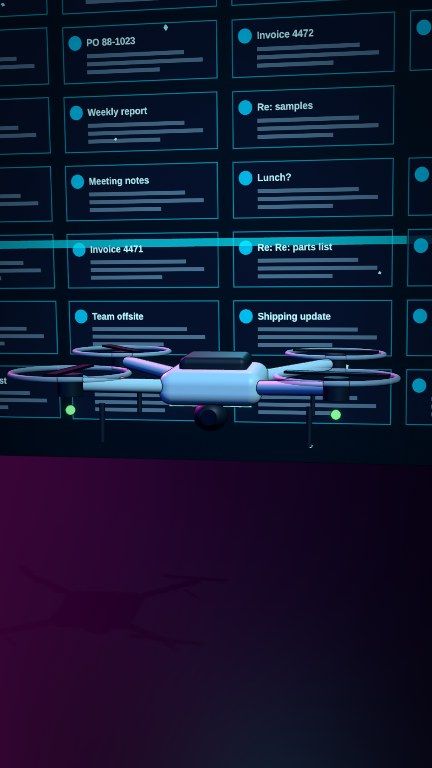 PO 88-1023
Invoice 4472
Weekly report
Re: samples
Meeting notes
Lunch?
Invoice 4471
Re: Re: parts list
Team offsite
Shipping update